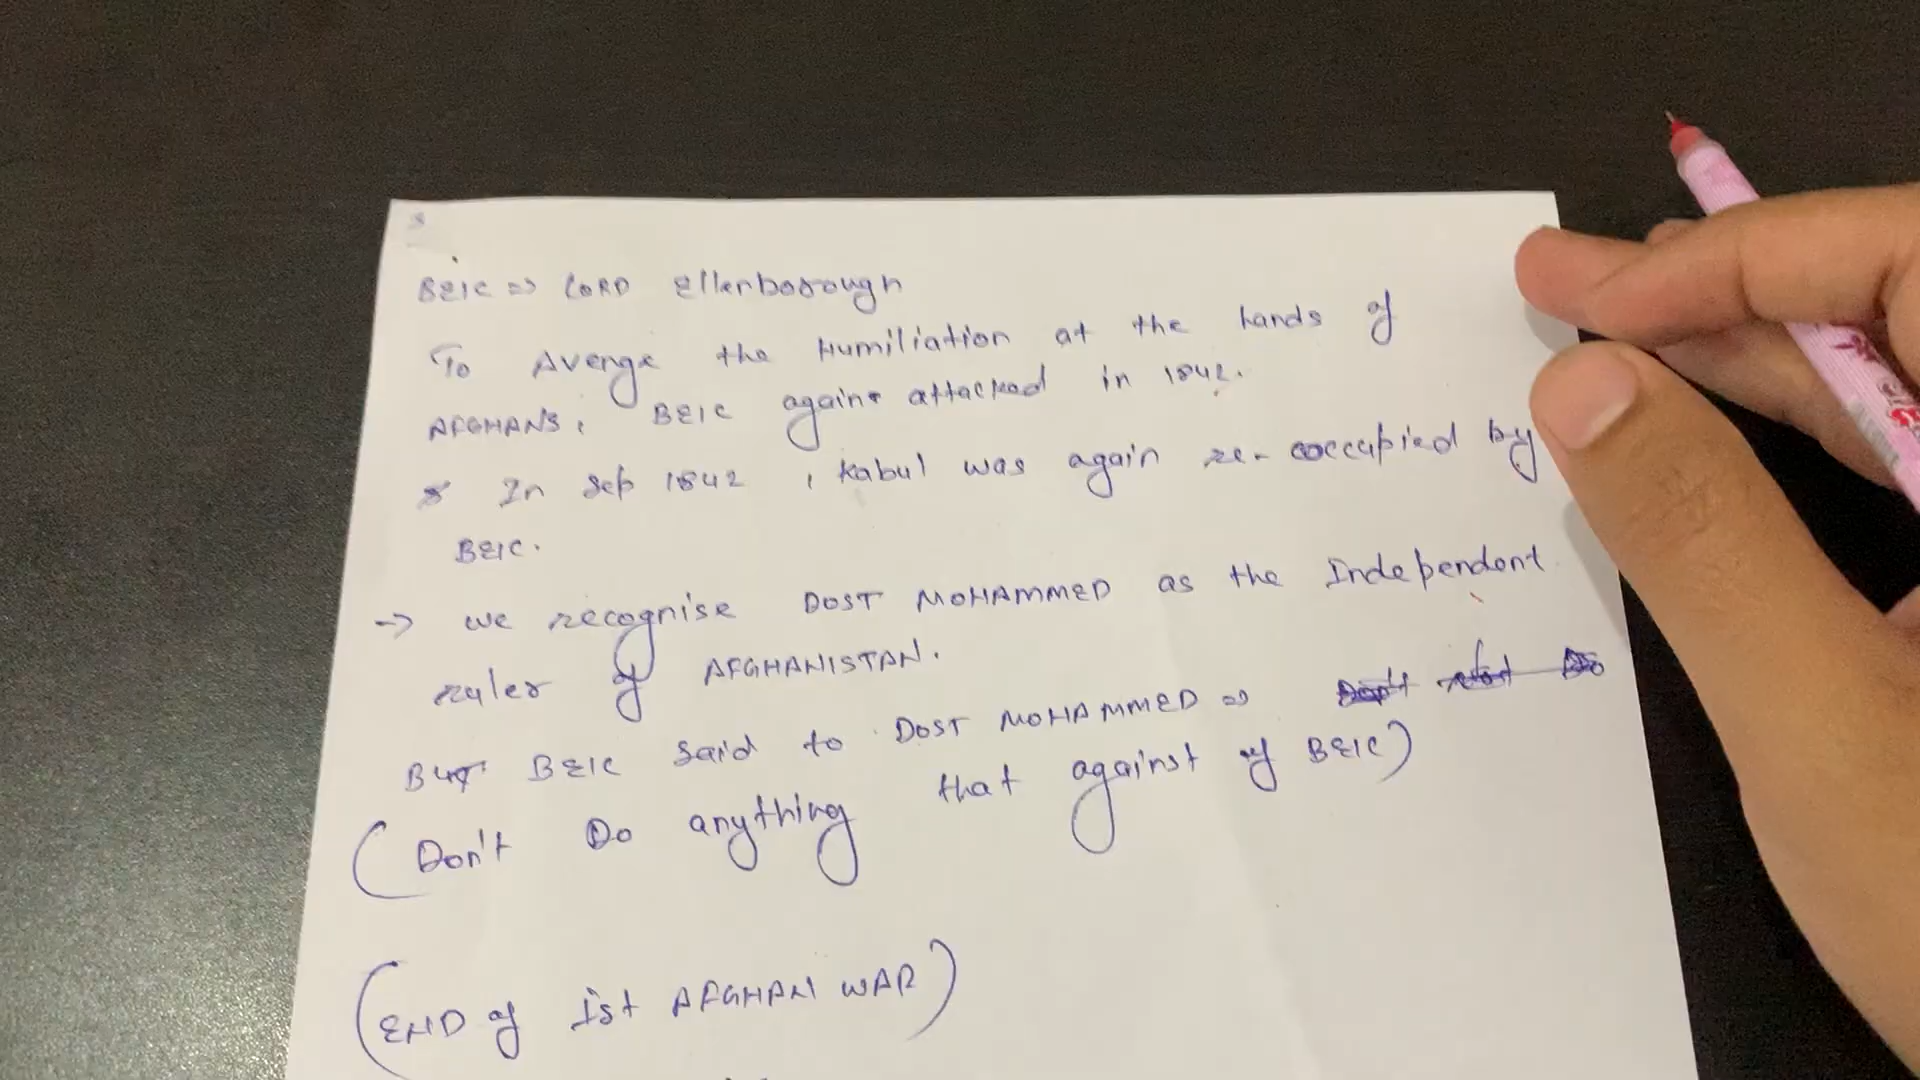 BEIC => LORD Ellenborough
To Avenge the Humiliation at the hands of
AFGHANS, BEIC again attacked in 1842.
* In Sep 1842, Kabul was again re-occupied by
BEIC.
-> we recognise DOST MOHAMMED as the Independent
ruler of AFGHANISTAN.
BUT BEIC said to DOST MOHAMMED =>
(Don't Do anything that against of BEIC)
(END of 1st AFGHAN WAR)